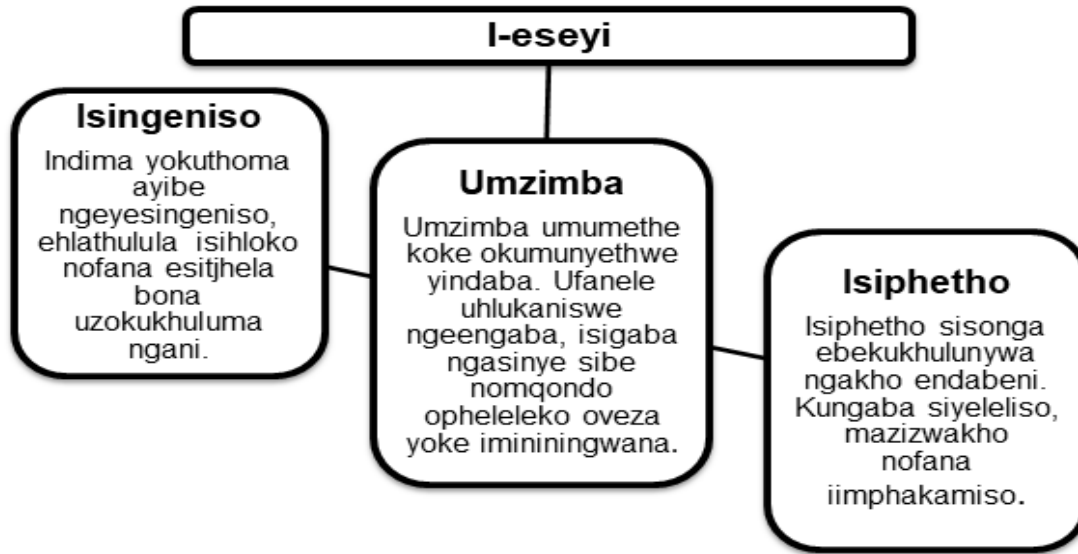 I-eseyi
Isingeniso
Indima yokuthoma
ayibe
ngeyesingeniso,
ehlathulula isihloko
nofana esitjhela
bona
uzokukhuluma
ngani.
Umzimba
Umzimba umumethe
koke okumunyethwe
yindaba. Ufanele
uhlukaniswe
ngeengaba, isigaba
ngasinye sibe
nomqondo
opheleleko oveza
yoke imininingwana.
Isiphetho
Isiphetho sisonga
ebekukhulunywa
ngakho endabeni.
Kungaba siyeleliso,
mazizwakho
nofana
iimphakamiso.